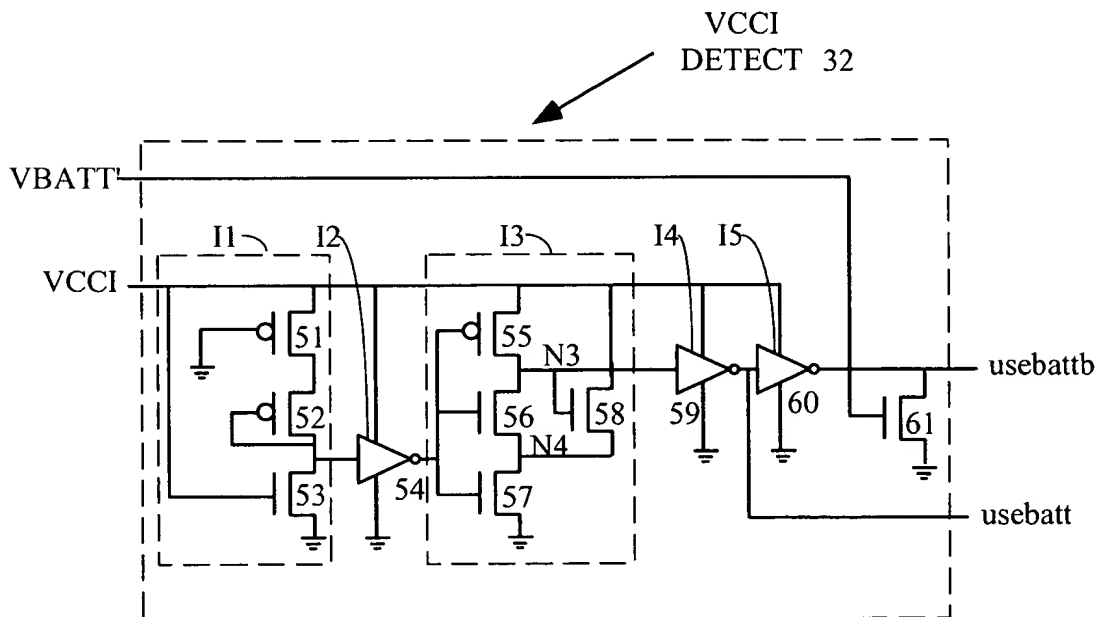 VCCI
DETECT 32
VBATT'
I1
I2
I3
I4
I5
VCCI
51
55
N3
usebattb
52
56
58
59
60
61
N4
53
54
57
usebatt